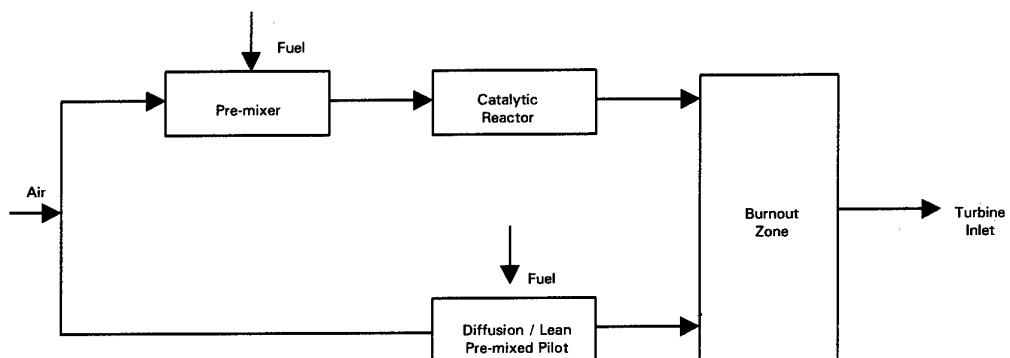 Fuel
Pre-mixer
Catalytic
Reactor
Air
Burnout
Zone
Turbine
Inlet
Fuel
Diffusion / Lean
Pre-mixed Pilot